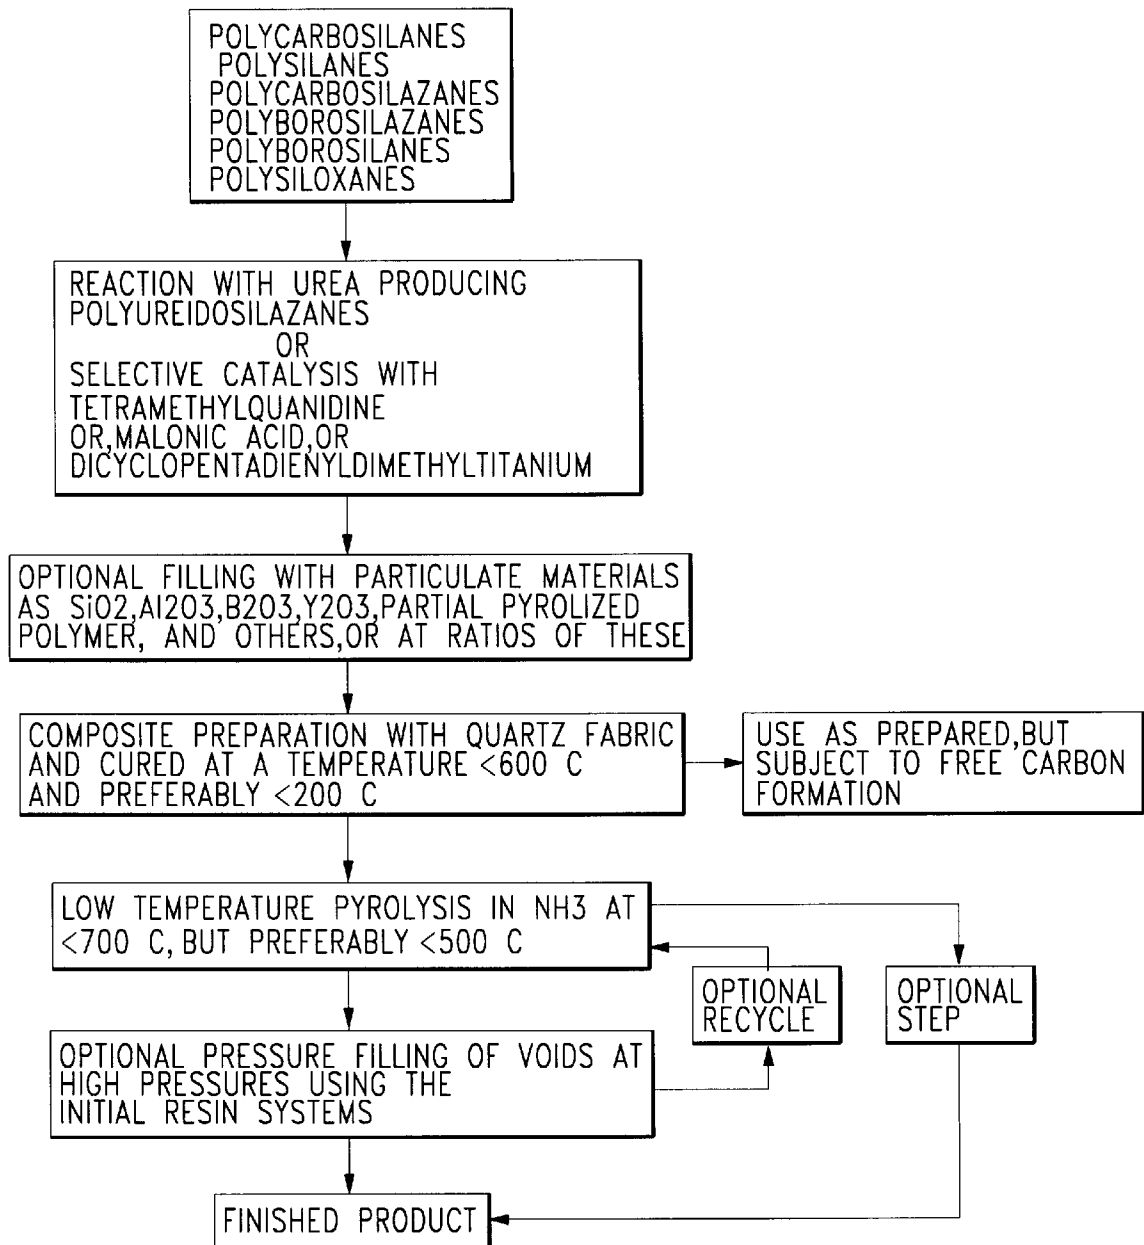 POLYCARBOSILANES
POLYSILANES
POLYCARBOSILAZANES
POLYBOROSILAZANES
POLYBOROSILANES
POLYSILOXANES
REACTION WITH UREA PRODUCING
POLYUREIDOSILAZANES
OR
SELECTIVE CATALYSIS WITH
TETRAMETHYLQUANIDINE
OR,MALONIC ACID,OR
DICYCLOPENTADIENYLDIMETHYLTITANIUM
OPTIONAL FILLING WITH PARTICULATE MATERIALS
AS SiO2,Al2O3,B2O3,Y2O3,PARTIAL PYROLIZED
POLYMER, AND OTHERS,OR AT RATIOS OF THESE
COMPOSITE PREPARATION WITH QUARTZ FABRIC
AND CURED AT A TEMPERATURE <600 C
AND PREFERABLY <200 C
USE AS PREPARED,BUT
SUBJECT TO FREE CARBON
FORMATION
LOW TEMPERATURE PYROLYSIS IN NH3 AT
<700 C, BUT PREFERABLY <500 C
OPTIONAL
RECYCLE
OPTIONAL
STEP
OPTIONAL PRESSURE FILLING OF VOIDS AT
HIGH PRESSURES USING THE
INITIAL RESIN SYSTEMS
FINISHED PRODUCT